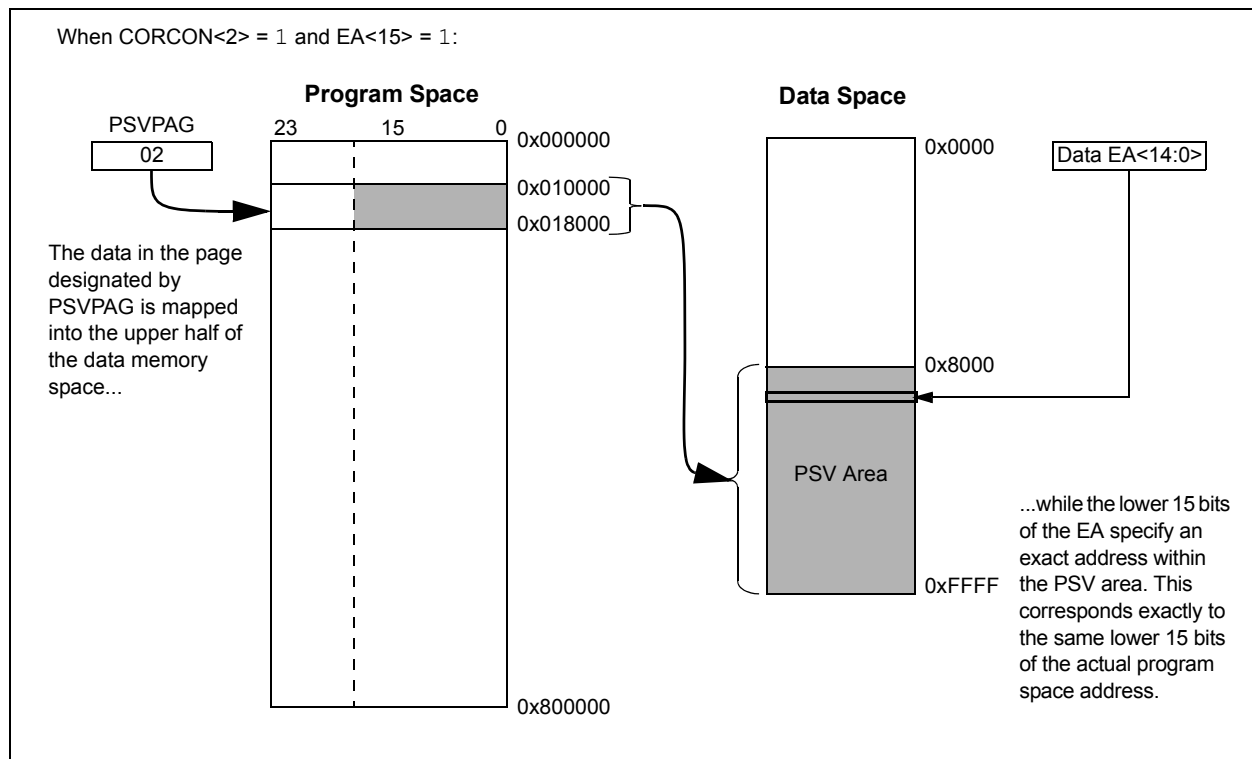 When CORCON<2> = 1 and EA<15> = 1:
Program Space
Data Space
PSVPAG
02
23
15
0
0x000000
0x010000
0x018000
0x800000
The data in the page
designated by
PSVPAG is mapped
into the upper half of
the data memory
space...
0x0000
0x8000
0xFFFF
PSV Area
Data EA<14:0>
...while the lower 15 bits
of the EA specify an
exact address within
the PSV area. This
corresponds exactly to
the same lower 15 bits
of the actual program
space address.